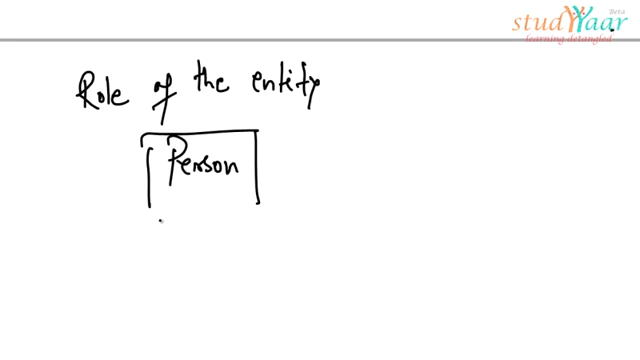 Beta
studYaar
learning detangled
Role of the entity
Person